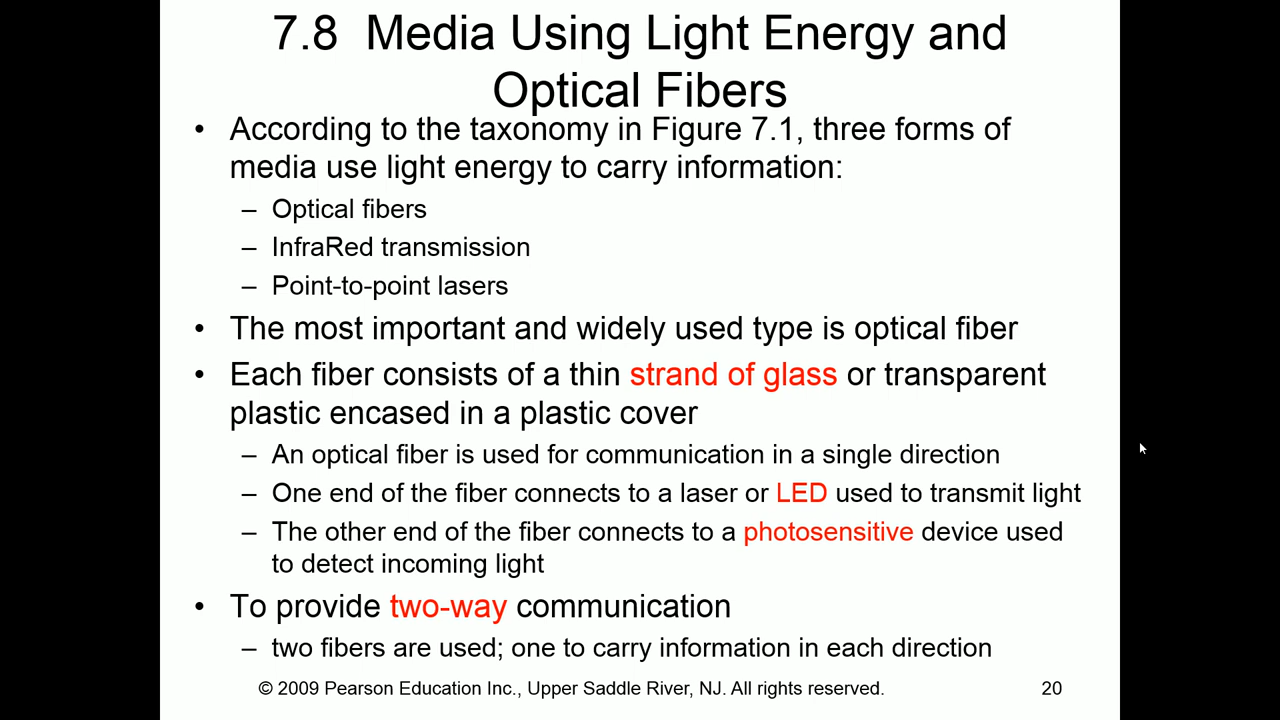 7.8 Media Using Light Energy and
Optical Fibers
• According to the taxonomy in Figure 7.1, three forms of
media use light energy to carry information:
– Optical fibers
– InfraRed transmission
– Point-to-point lasers
• The most important and widely used type is optical fiber
• Each fiber consists of a thin strand of glass or transparent
plastic encased in a plastic cover
– An optical fiber is used for communication in a single direction
– One end of the fiber connects to a laser or LED used to transmit light
– The other end of the fiber connects to a photosensitive device used
to detect incoming light
• To provide two-way communication
– two fibers are used; one to carry information in each direction
© 2009 Pearson Education Inc., Upper Saddle River, NJ. All rights reserved. 20